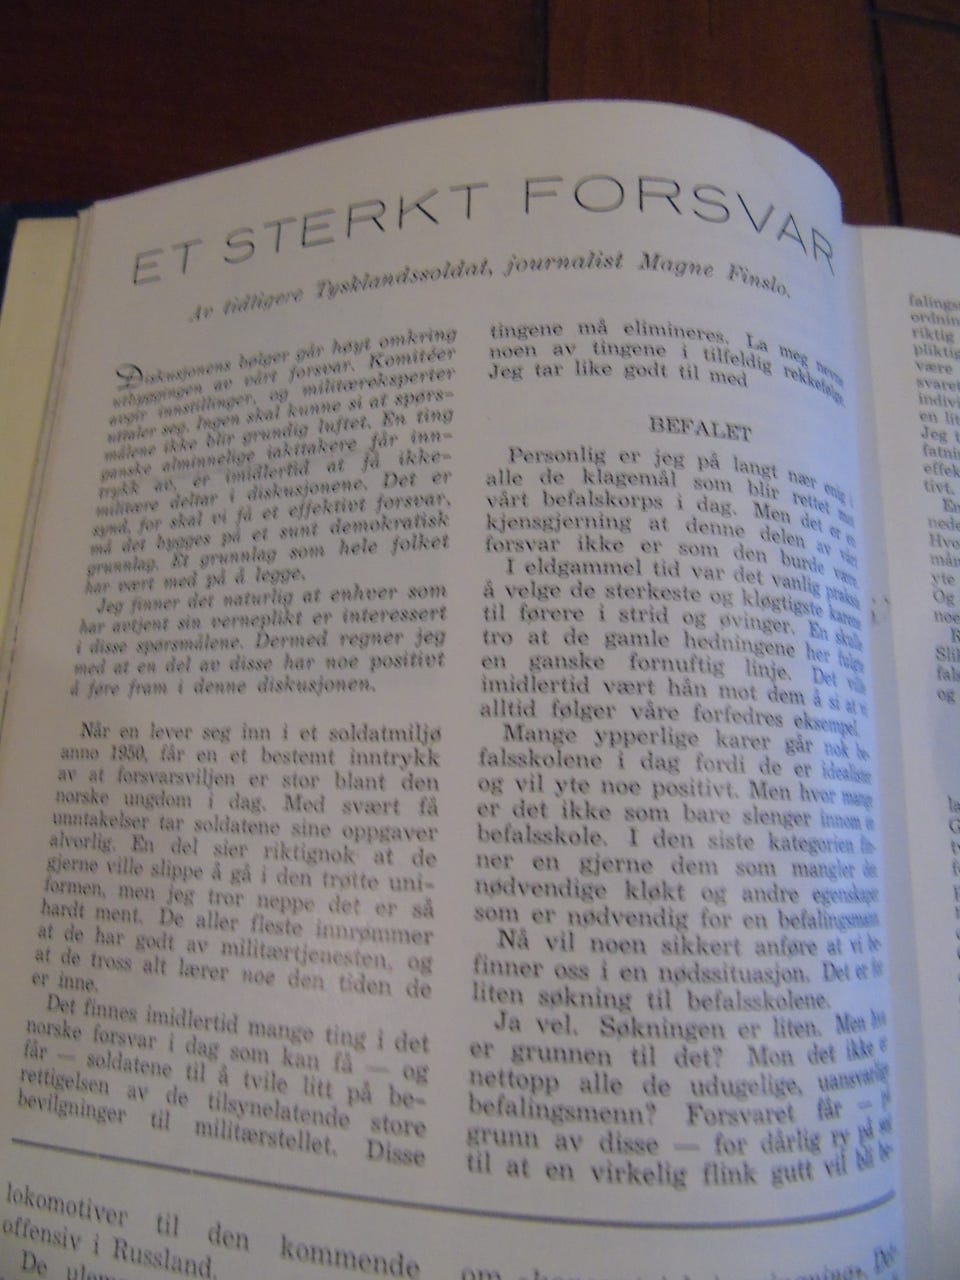 ET STERKT FORSVAR
Av tidligere Tysklandssoldat, journalist Magne Finslo.
Diskusjonens bølger går høyt omkring
utbyggingen av vårt forsvar. Komitéer
avgir innstillinger, og militæreksperter
uttaler seg. Ingen skal kunne si at spørs-
målene ikke blir grundig luftet. En ting
ganske alminnelige iakttakere får inn-
trykk av, er imidlertid at få ikke-
militære deltar i diskusjonene. Det er
synd, for skal vi få et effektivt forsvar,
må det bygges på et sunt demokratisk
grunnlag. Et grunnlag som hele folket
har vært med på å legge.
Jeg finner det naturlig at enhver som
har avtjent sin verneplikt er interessert
i disse spørsmålene. Dermed regner jeg
med at en del av disse har noe positivt
å føre fram i denne diskusjonen.
Når en lever seg inn i et soldatmiljø
anno 1950, får en et bestemt inntrykk
av at forsvarsviljen er stor blant den
norske ungdom i dag. Med svært få
unntakelser tar soldatene sine oppgaver
alvorlig. En del sier riktignok at de
gjerne ville slippe å gå i den trøtte uni-
formen, men jeg tror neppe det er så
hardt ment. De aller fleste innrømmer
at de har godt av militærtjenesten, og
at de tross alt lærer noe den tiden de
er inne.
Det finnes imidlertid mange ting i det
norske forsvar i dag som kan få — og
får — soldatene til å tvile litt på be-
rettigelsen av de tilsynelatende store
bevilgninger til militærstellet. Disse
tingene må elimineres. La meg nevne
noen av tingene i tilfeldig rekkefølge.
Jeg tar like godt til med
BEFALET
Personlig er jeg på langt nær enig i
alle de klagemål som blir rettet mot
vårt befalskorps i dag. Men det er en
kjensgjerning at denne delen av vårt
forsvar ikke er som den burde være.
I eldgammel tid var det vanlig praksis
å velge de sterkeste og kløgtigste karene
til førere i strid og øvinger. En skulle
tro at de gamle hedningene her fulgte
en ganske fornuftig linje. Det ville
imidlertid vært hån mot dem å si at vi
alltid følger våre forfedres eksempel.
Mange ypperlige karer går nok be-
falsskolene i dag fordi de er idealister
og vil yte noe positivt. Men hvor mange
er det ikke som bare slenger innom en
befalsskole. I den siste kategorien fin-
ner en gjerne dem som mangler den
nødvendige kløkt og andre egenskaper
som er nødvendig for en befalingsmann.
Nå vil noen sikkert anføre at vi be-
finner oss i en nødssituasjon. Det er for
liten søkning til befalsskolene.
Ja vel. Søkningen er liten. Men hva
er grunnen til det? Mon det ikke er
nettopp alle de udugelige, uansvarlige
befalingsmenn? Forsvaret får — på
grunn av disse — for dårlig ry på seg
til at en virkelig flink gutt vil bli be-
lokomotiver til den kommende
offensiv i Russland.
De
om